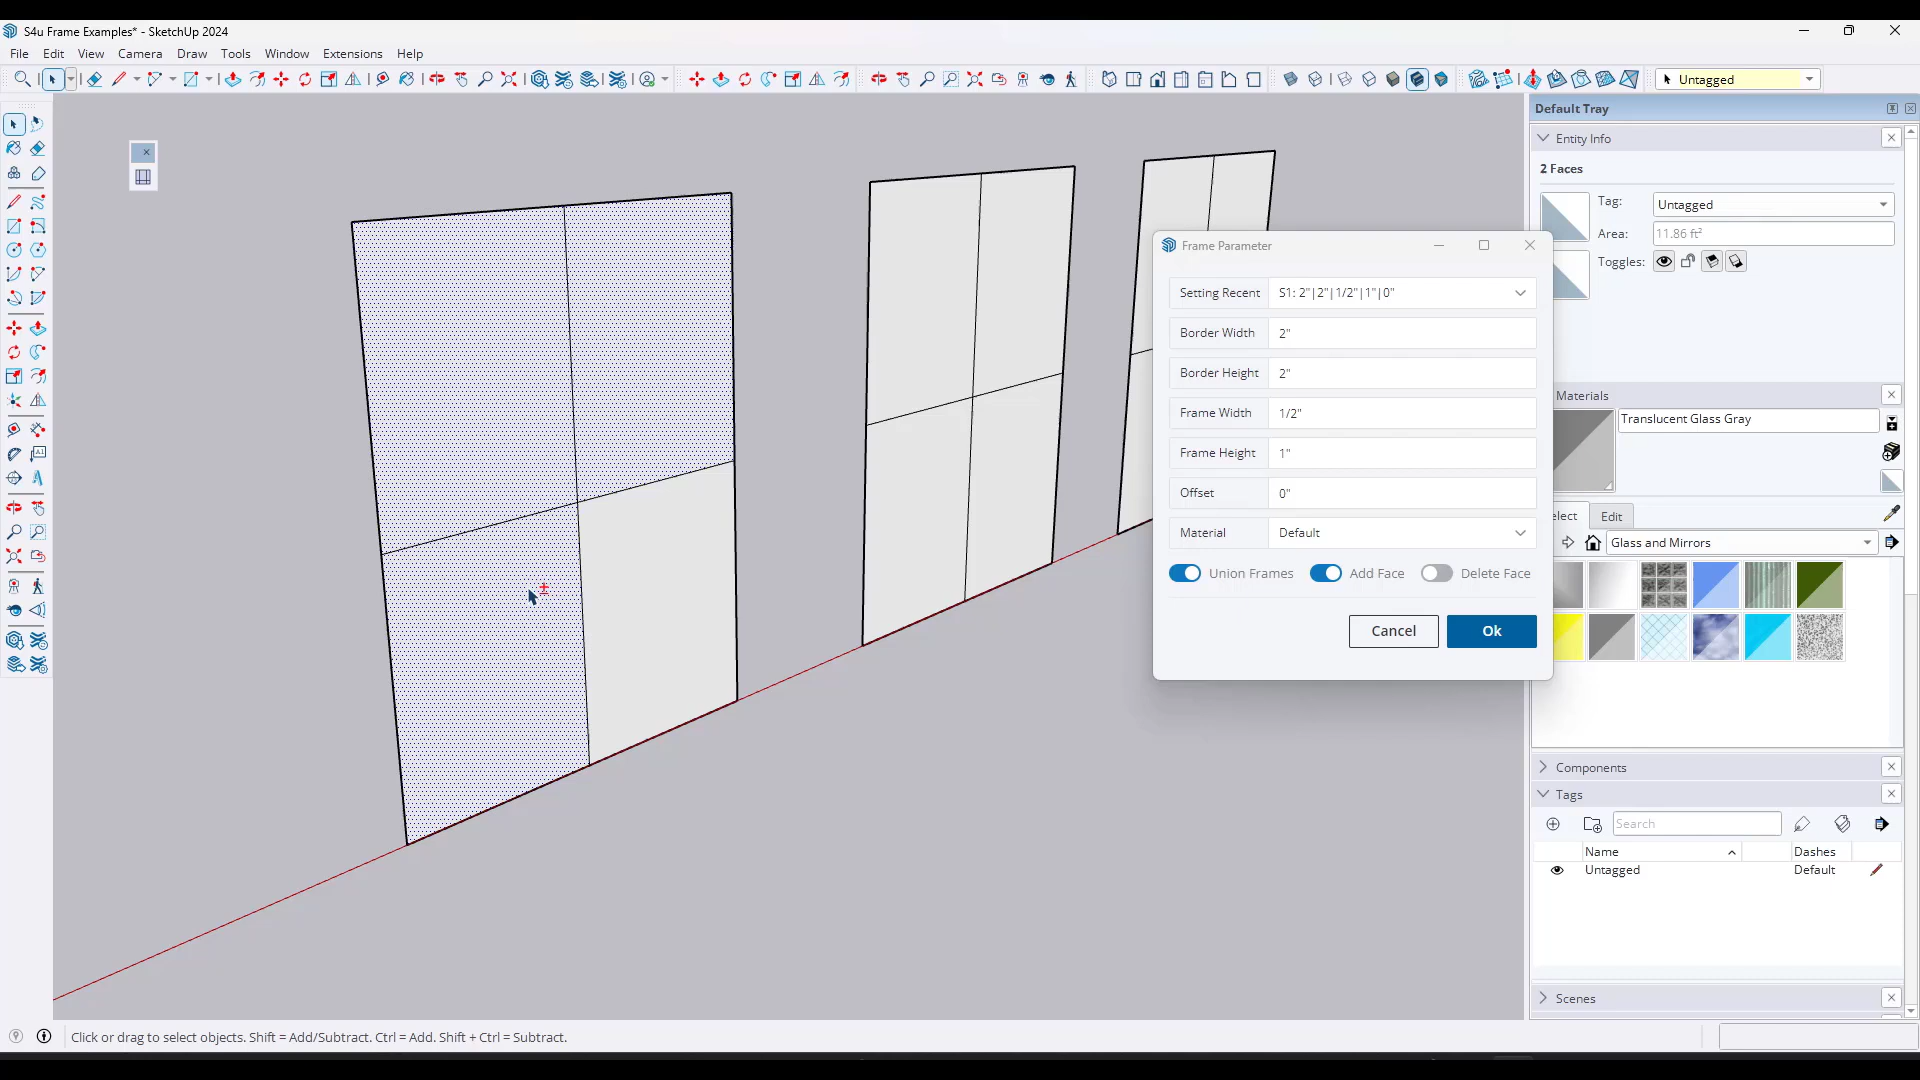 S4u Frame Examples* - SketchUp 2024
File Edit View Camera Draw Tools Window Extensions Help
Untagged
Default Tray
Entity Info
2 Faces
Tag: Untagged
Area: 11.86 ft²
Toggles:
Frame Parameter
Setting Recent S1: 2"|2"|1/2"|1"|0"
Border Width 2"
Border Height 2"
Frame Width 1/2"
Frame Height 1"
Offset 0"
Material Default
Union Frames Add Face Delete Face
Cancel Ok
Materials
Translucent Glass Gray
elect Edit
Glass and Mirrors
Components
Tags
Search
Name Dashes
Untagged Default
Scenes
Click or drag to select objects. Shift = Add/Subtract. Ctrl = Add. Shift + Ctrl = Subtract.